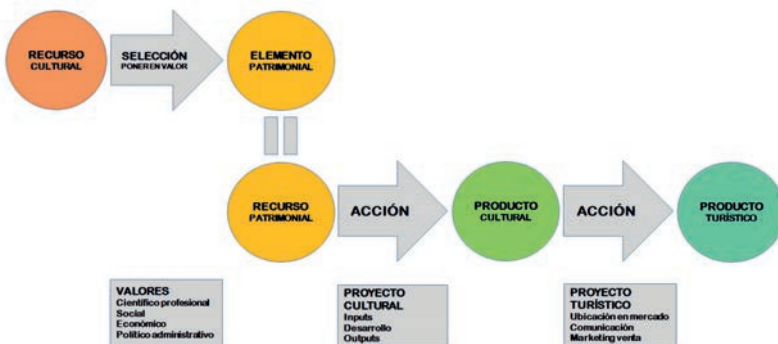 RECURSO
CULTURAL
SELECCIÓN
PONER EN VALOR
ELEMENTO
PATRIMONIAL
RECURSO
PATRIMONIAL
ACCIÓN
PRODUCTO
CULTURAL
ACCIÓN
PRODUCTO
TURÍSTICO
VALORES
Científico profesional
Social
Económico
Político administrativo
PROYECTO
CULTURAL
Inputs
Desarrollo
Outputs
PROYECTO
TURÍSTICO
Ubicación en mercado
Comunicación
Marketing venta